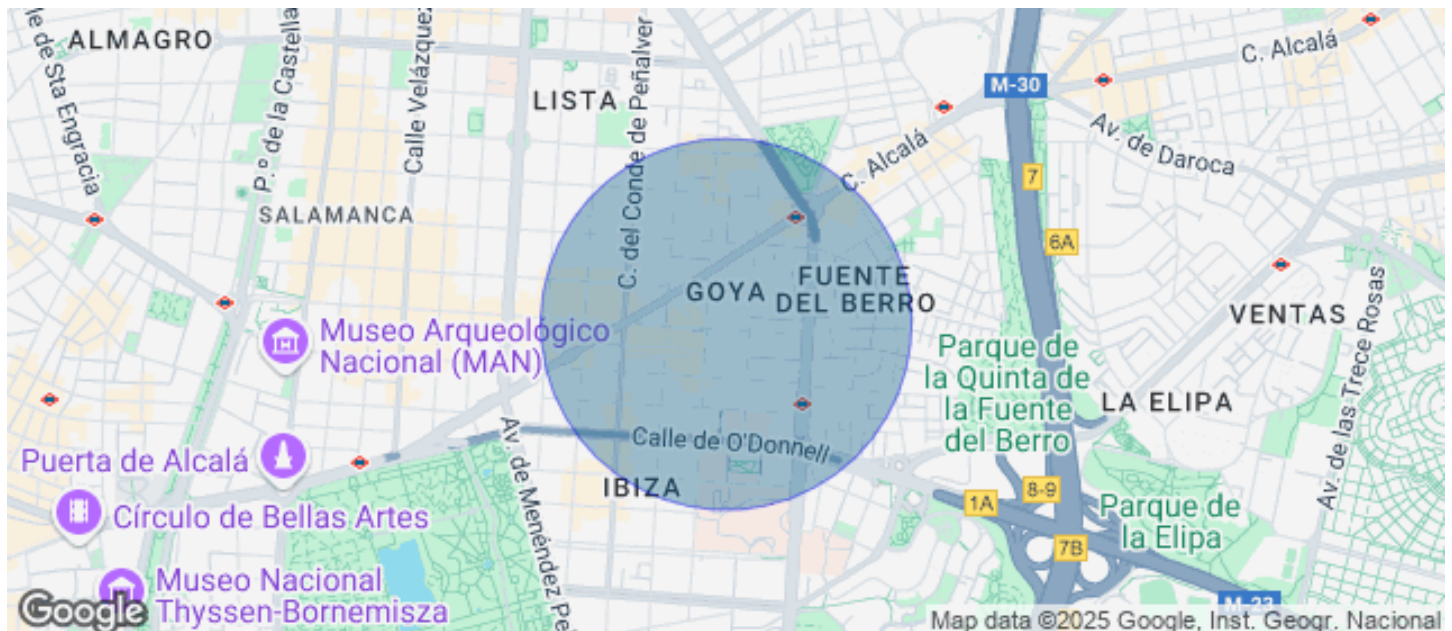 ALMAGRO
le de Sta Engracia
P.º de la Castella
Calle Velázquez
LISTA
C. del Conde de Peñalver
SALAMANCA
M-30
C. Alcalá
Av. de Daroca
C. Alcalá
7
6A
GOYA
FUENTE
DEL BERRO
VENTAS
Museo Arqueológico
Nacional (MAN)
Parque de
la Quinta de
la Fuente
del Berro
LA ELIPA
Av. de las Trece Rosas
Puerta de Alcalá
Av. de Menéndez Pe
Calle de O'Donnell
IBIZA
8-9
1A
7B
Parque de
la Elipa
Círculo de Bellas Artes
Museo Nacional
Thyssen-Bornemisza
M-23
Google
Map data ©2025 Google, Inst. Geogr. Nacional